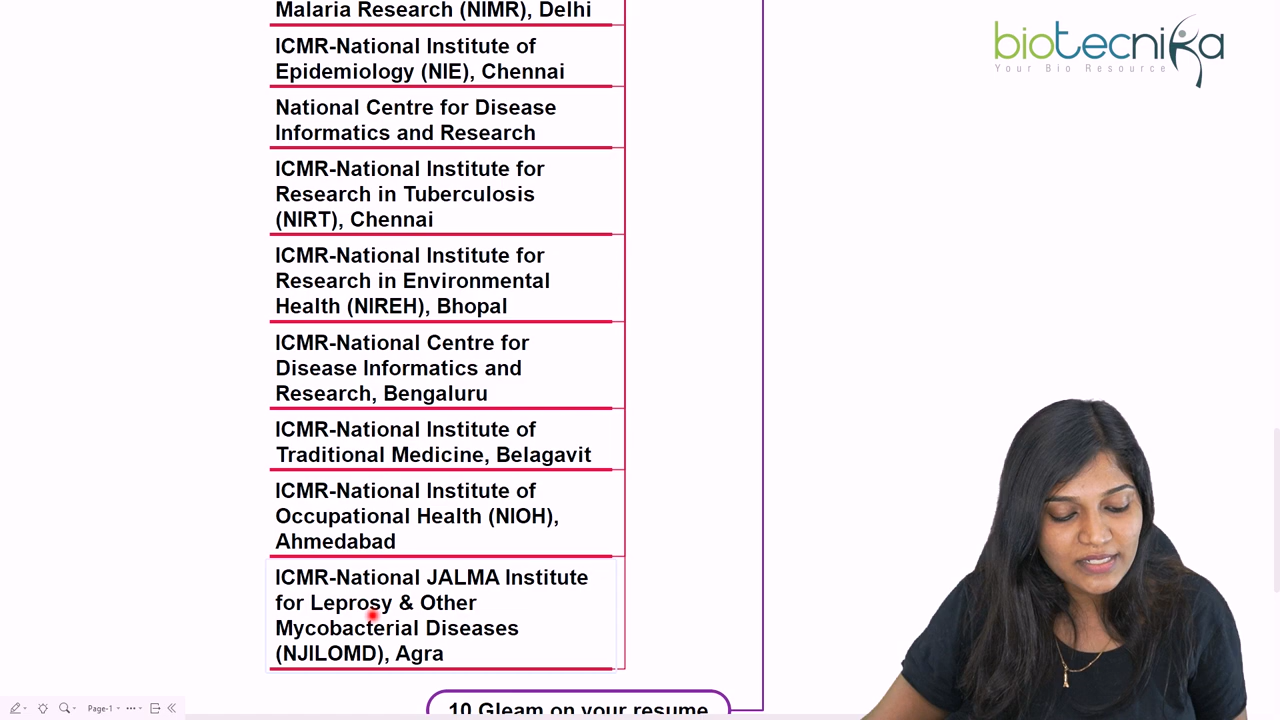 Malaria Research (NIMR), Delhi
ICMR-National Institute of
Epidemiology (NIE), Chennai
National Centre for Disease
Informatics and Research
ICMR-National Institute for
Research in Tuberculosis
(NIRT), Chennai
ICMR-National Institute for
Research in Environmental
Health (NIREH), Bhopal
ICMR-National Centre for
Disease Informatics and
Research, Bengaluru
ICMR-National Institute of
Traditional Medicine, Belagavit
ICMR-National Institute of
Occupational Health (NIOH),
Ahmedabad
ICMR-National JALMA Institute
for Leprosy & Other
Mycobacterial Diseases
(NJILOMD), Agra
10 Gleam on your resume
biotecnika
Your Bio Resource
Page-1